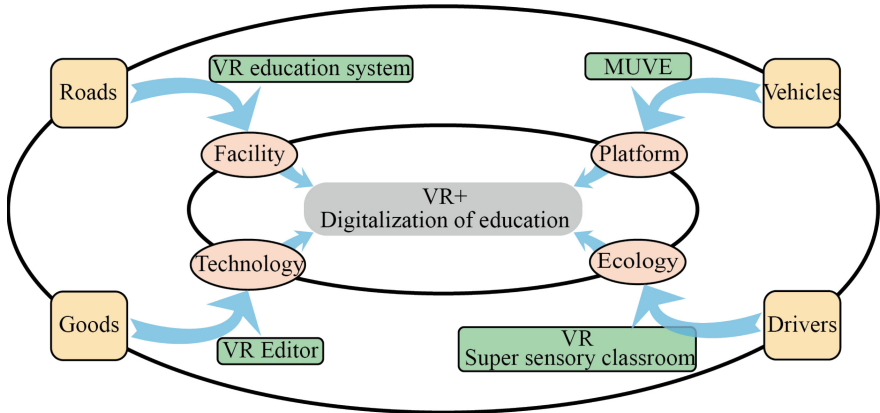 VR education system
MUVE
Roads
Vehicles
Facility
Platform
VR+
Digitalization of education
Technology
Ecology
Goods
Drivers
VR Editor
VR
Super sensory classroom